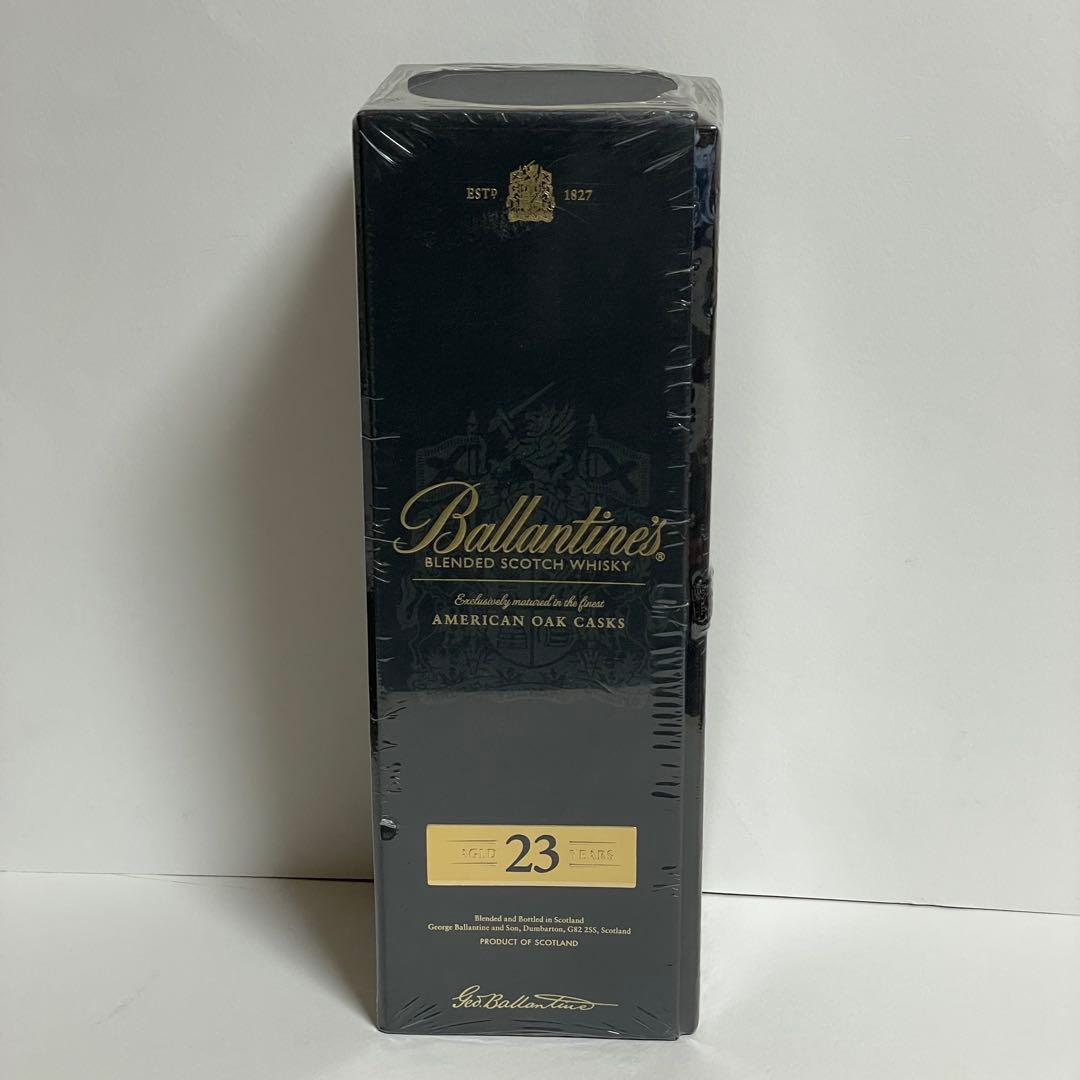 ESTD 1827
Ballantine's®
BLENDED SCOTCH WHISKY
Exclusively matured in the finest
AMERICAN OAK CASKS
AGED 23 YEARS
Blended and Bottled in Scotland
George Ballantine and Son, Dumbarton, G82 2SS, Scotland
PRODUCT OF SCOTLAND
Geo. Ballantine